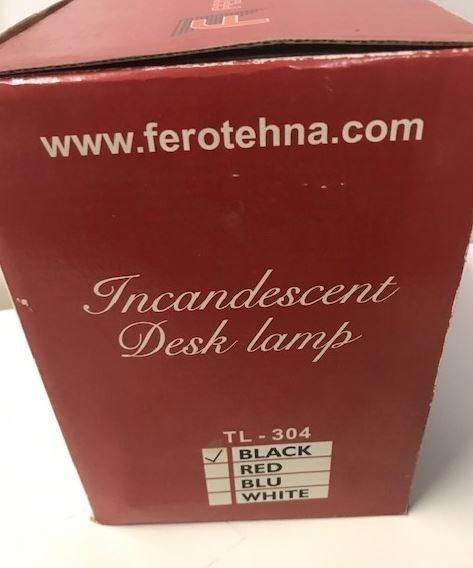 www.ferotehna.com
Incandescent
Desk lamp
TL - 304
BLACK
RED
BLU
WHITE